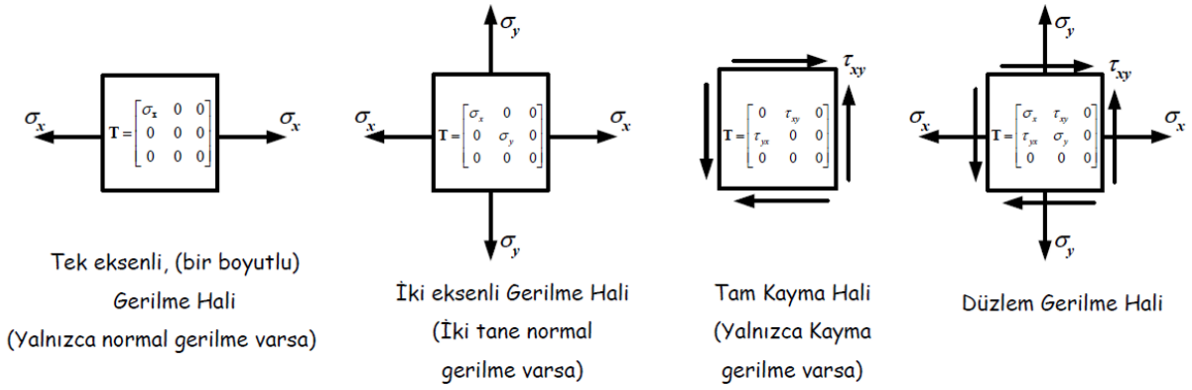 σy
σx
T = [σx 0 0
0 0 0
0 0 0]
σx
Tek eksenli, (bir boyutlu)
Gerilme Hali
(Yalnızca normal gerilme varsa)
σy
σx
T = [σx 0 0
0 σy 0
0 0 0]
σx
σy
İki eksenli Gerilme Hali
(İki tane normal
gerilme varsa)
τxy
T = [0 τxy 0
τyx 0 0
0 0 0]
Tam Kayma Hali
(Yalnızca Kayma
gerilme varsa)
τxy
σx
T = [σx τxy 0
τyx σy 0
0 0 0]
σx
σy
Düzlem Gerilme Hali